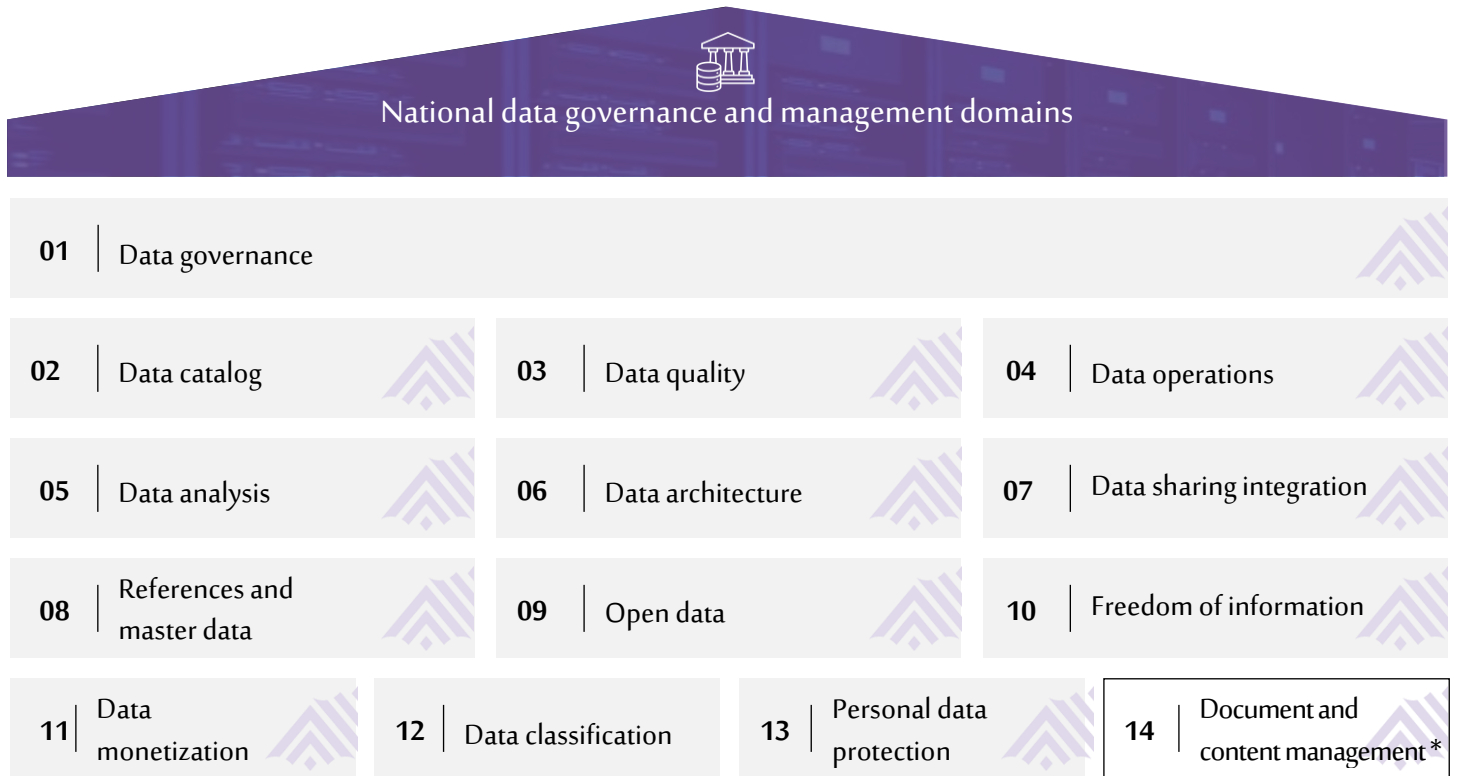 National data governance and management domains
01 Data governance
02 Data catalog
03 Data quality
04 Data operations
05 Data analysis
06 Data architecture
07 Data sharing integration
08 References and
master data
09 Open data
10 Freedom of information
11 Data
monetization
12 Data classification
13 Personal data
protection
14 Document and
content management *